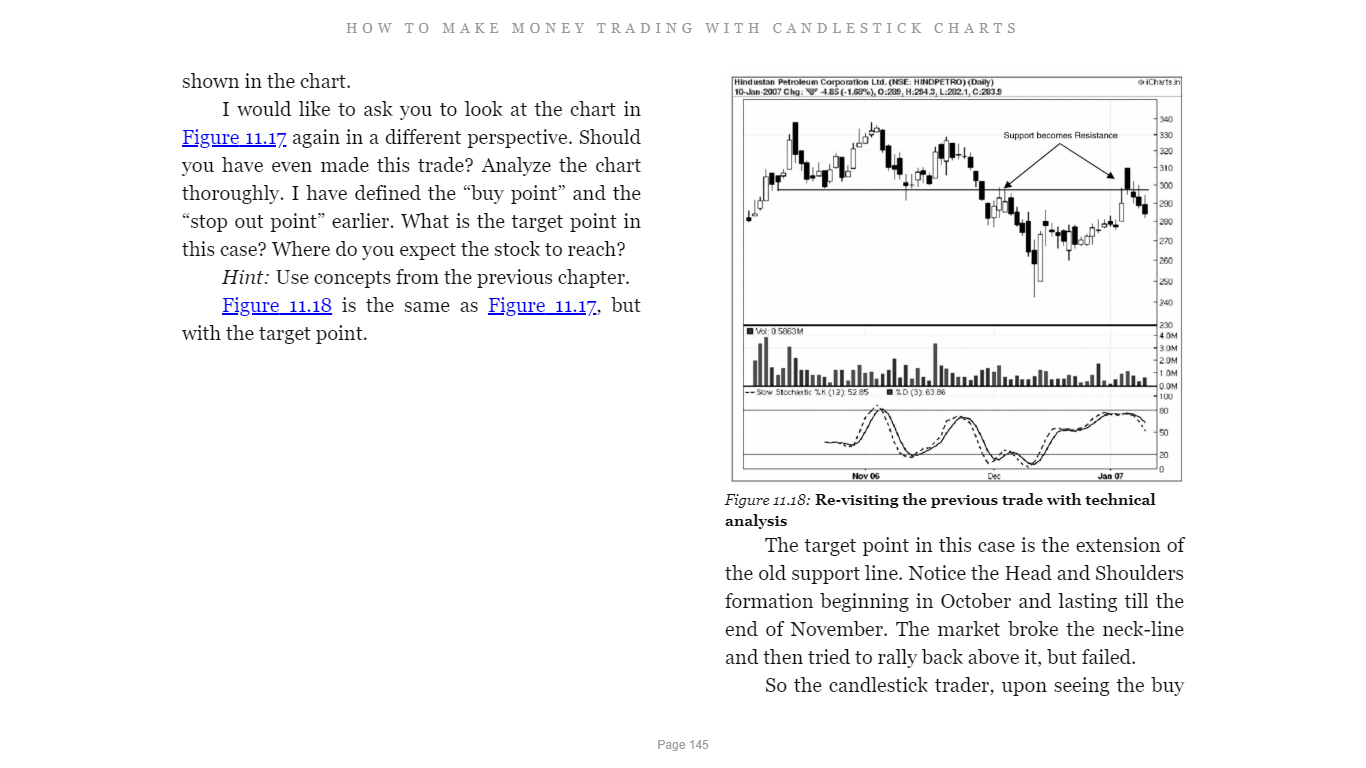 HOW TO MAKE MONEY TRADING WITH CANDLESTICK CHARTS
shown in the chart.
I would like to ask you to look at the chart in
Figure 11.17 again in a different perspective. Should
you have even made this trade? Analyze the chart
thoroughly. I have defined the “buy point” and the
“stop out point” earlier. What is the target point in
this case? Where do you expect the stock to reach?
Hint: Use concepts from the previous chapter.
Figure 11.18 is the same as Figure 11.17, but
with the target point.
Hindustan Petroleum Corporation Ltd. (NSE: HINDPETRO) (Daily) © iCharts.in
10-Jan-2007 Chg: -4.85 (-1.68%), O:289, H:294.3, L:282.1, C:283.9
Support becomes Resistance
340
330
320
310
300
290
280
270
260
250
240
230
Vol: 0.5863M
4.0M
3.0M
2.0M
1.0M
0.0M
Slow Stochastic %K (12): 52.85 %D (3): 63.86
100
80
50
20
0
Nov 06 Dec Jan 07
Figure 11.18: Re-visiting the previous trade with technical
analysis
The target point in this case is the extension of
the old support line. Notice the Head and Shoulders
formation beginning in October and lasting till the
end of November. The market broke the neck-line
and then tried to rally back above it, but failed.
So the candlestick trader, upon seeing the buy
Page 145